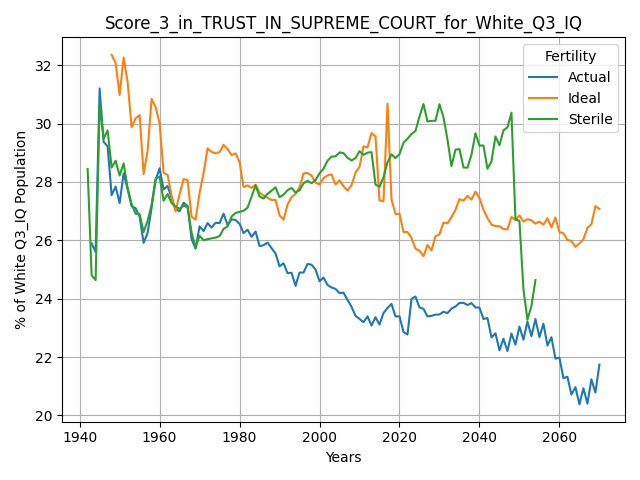 Score_3_in_TRUST_IN_SUPREME_COURT_for_White_Q3_IQ
Fertility
Actual
Ideal
Sterile
% of White Q3_IQ Population
32
30
28
26
24
22
20
1940
1960
1980
2000
2020
2040
2060
Years